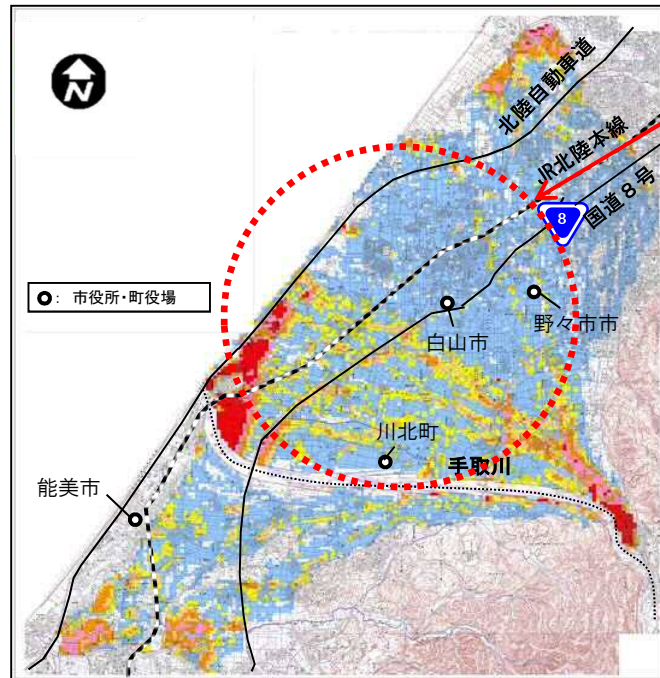 N
北陸自動車道
JR北陸本線
国道8号
8
：市役所・町役場
野々市市
白山市
川北町
手取川
能美市